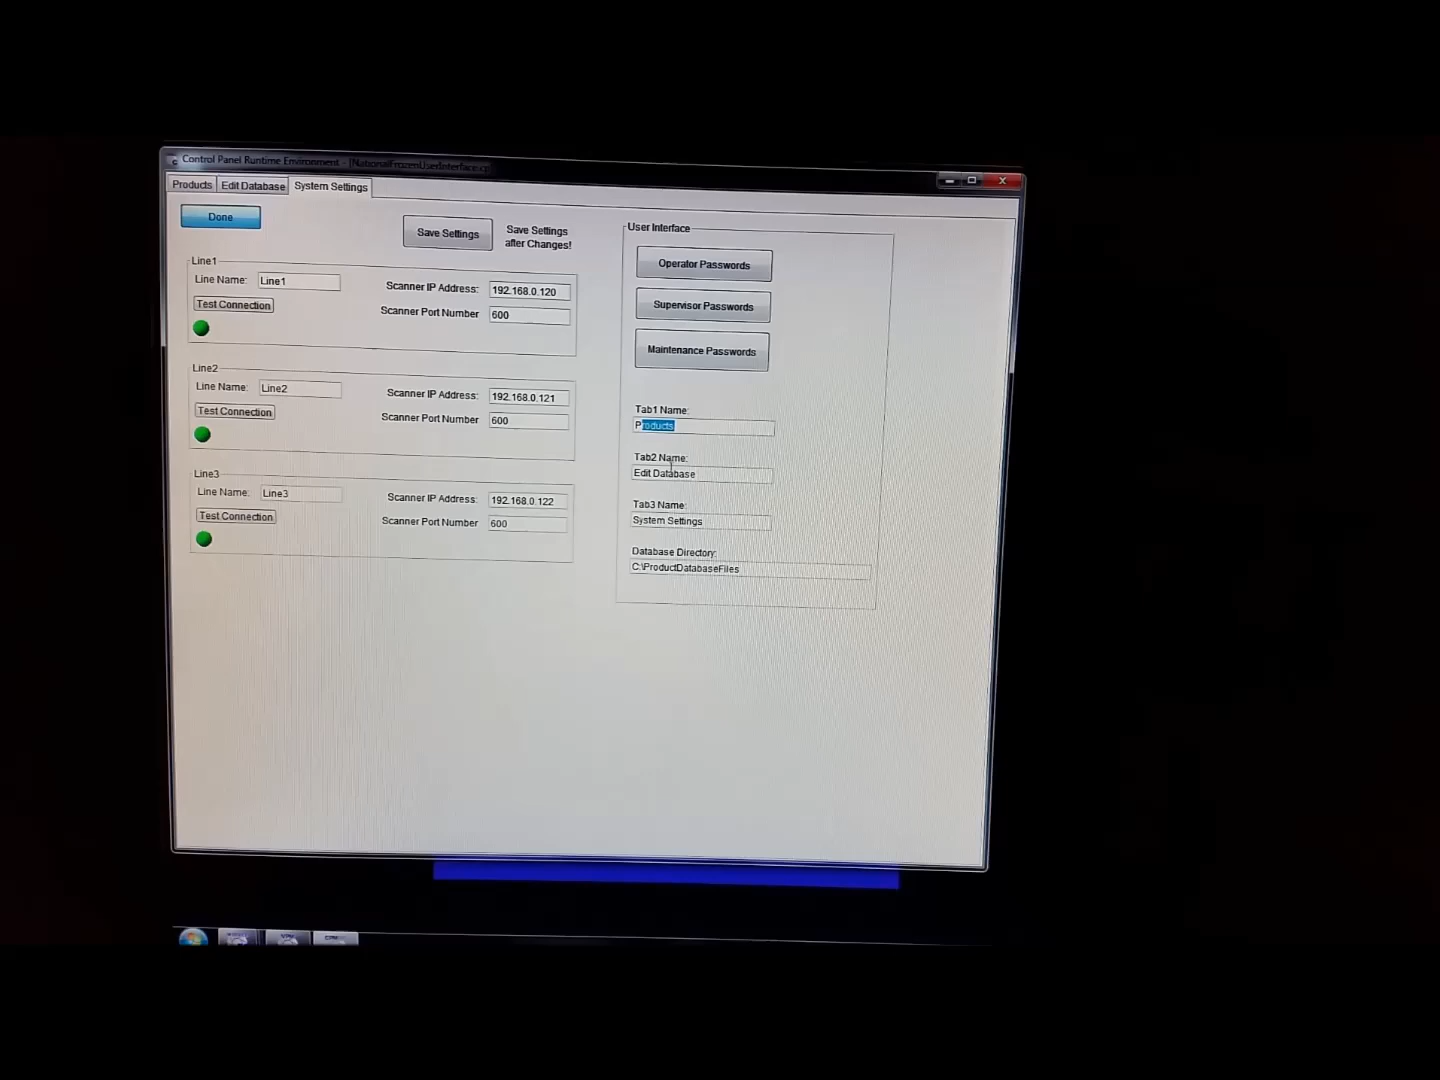 Control Panel Runtime Environment - [NationalFrozenUserInterface.cp
Products Edit Database System Settings
Done
Save Settings
Save Settings
after Changes!
Line1
Line Name: Line1
Scanner IP Address: 192.168.0.120
Test Connection
Scanner Port Number 600
Line2
Line Name: Line2
Scanner IP Address: 192.168.0.121
Test Connection
Scanner Port Number 600
Line3
Line Name: Line3
Scanner IP Address: 192.168.0.122
Test Connection
Scanner Port Number 600
User Interface
Operator Passwords
Supervisor Passwords
Maintenance Passwords
Tab1 Name:
Products
Tab2 Name:
Edit Database
Tab3 Name:
System Settings
Database Directory:
C:\ProductDatabaseFiles